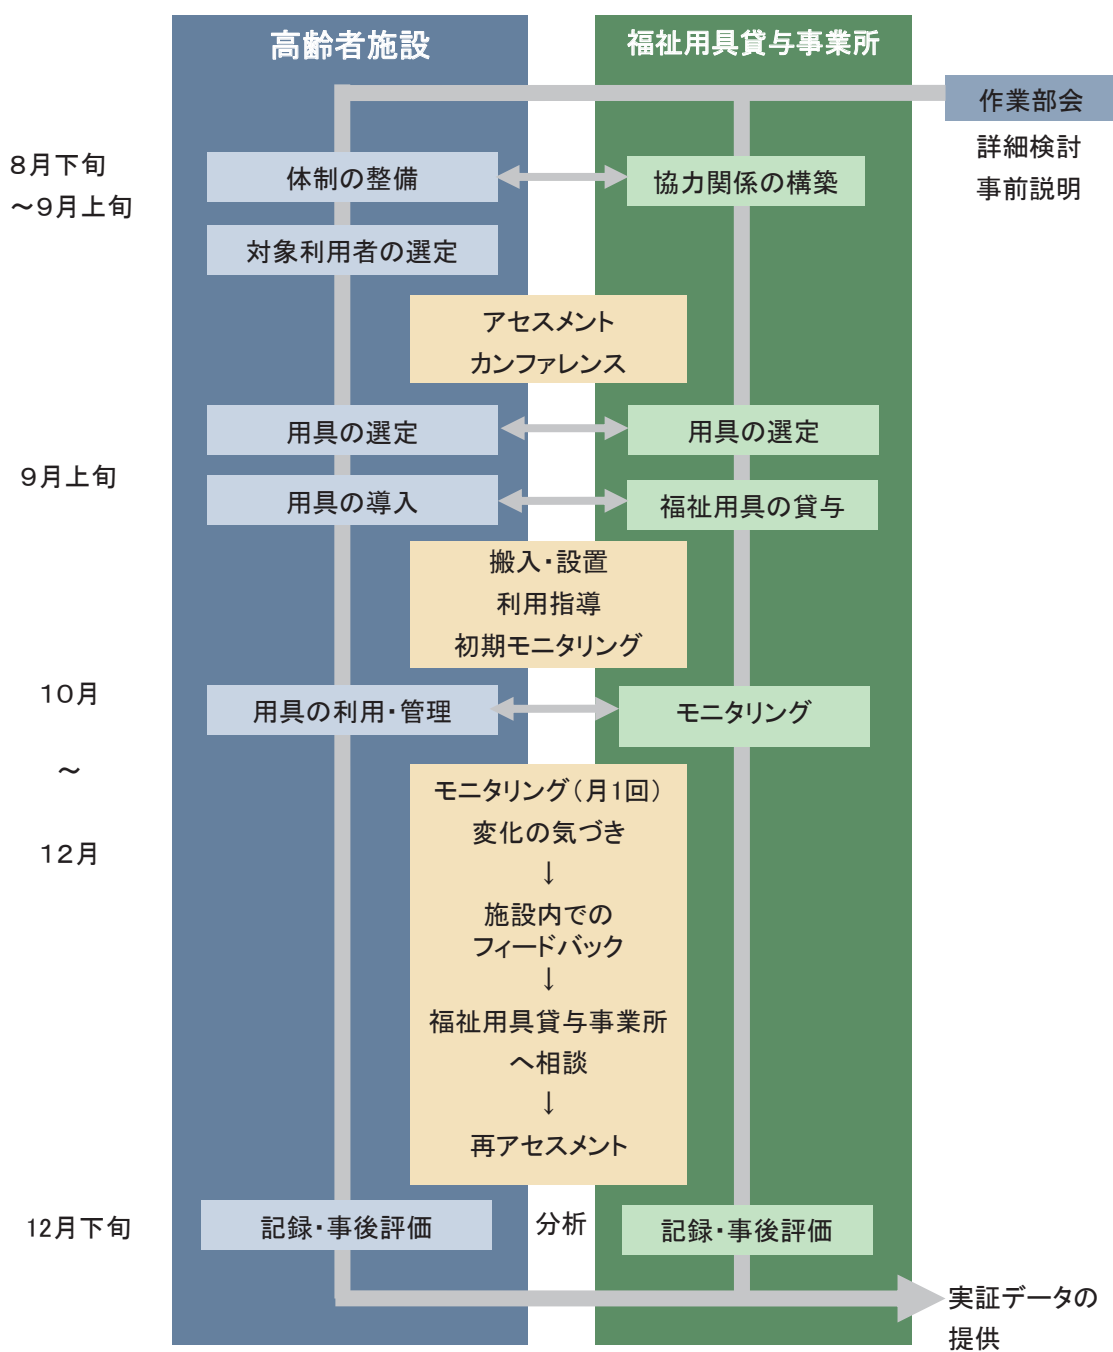 高齢者施設
福祉用具貸与事業所
作業部会
詳細検討
事前説明
8月下旬
～9月上旬
体制の整備
協力関係の構築
対象利用者の選定
アセスメント
カンファレンス
用具の選定
用具の選定
9月上旬
用具の導入
福祉用具の貸与
搬入・設置
利用指導
初期モニタリング
10月
～
12月
用具の利用・管理
モニタリング
モニタリング（月1回）
変化の気づき
↓
施設内での
フィードバック
↓
福祉用具貸与事業所
へ相談
↓
再アセスメント
12月下旬
記録・事後評価
分析
記録・事後評価
実証データの
提供